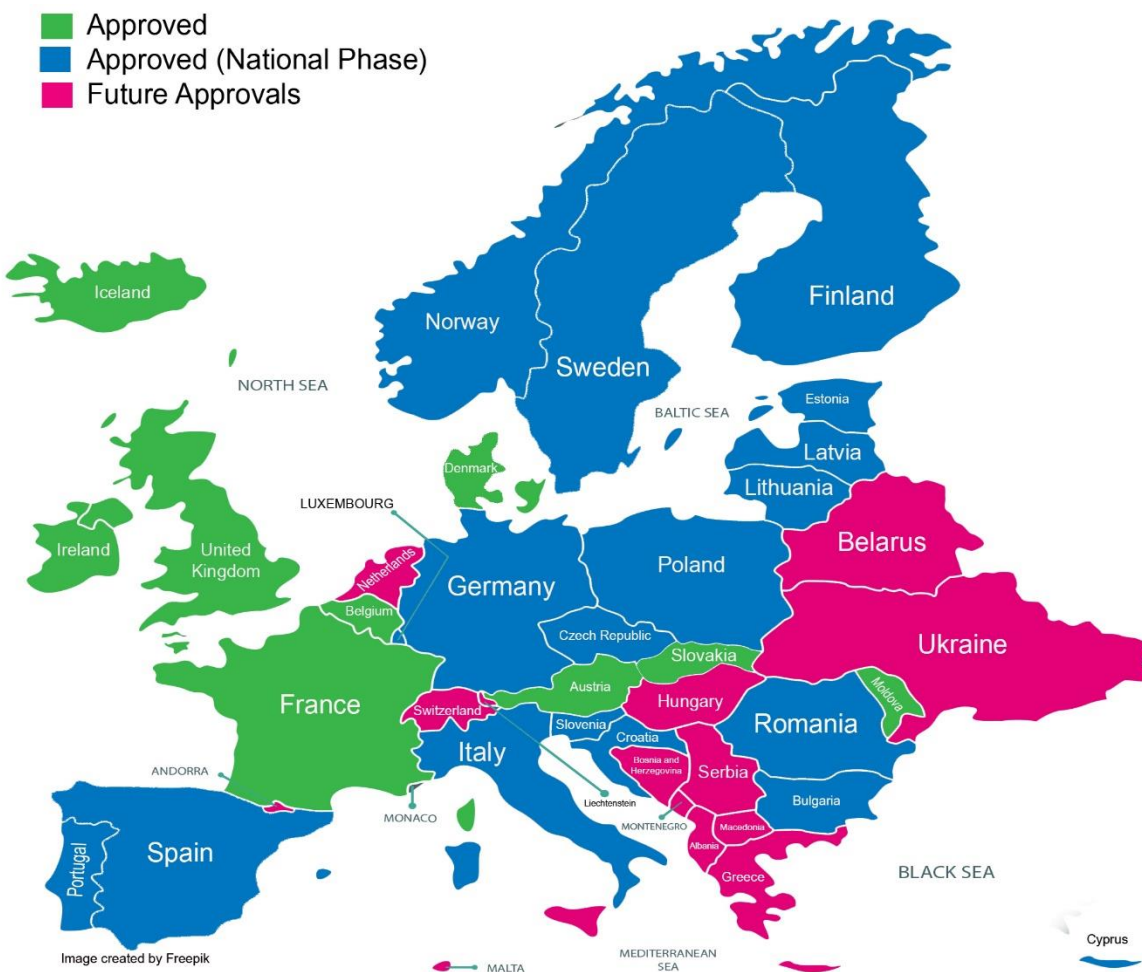 Approved
Approved (National Phase)
Future Approvals
Iceland
NORTH SEA
Norway
Sweden
Finland
BALTIC SEA
Estonia
Latvia
Lithuania
Denmark
LUXEMBOURG
Ireland
United
Kingdom
Netherlands
Belgium
Germany
Poland
Belarus
Czech Republic
Ukraine
Slovakia
Austria
France
Switzerland
Hungary
Moldova
Romania
Slovenia
Croatia
Italy
Bosnia and
Herzegovina
Serbia
ANDORRA
Liechtenstein
Bulgaria
MONACO
MONTENEGRO
Macedonia
Albania
Portugal
Spain
Greece
BLACK SEA
Cyprus
Image created by Freepik
MALTA
MEDITERRANEAN
SEA